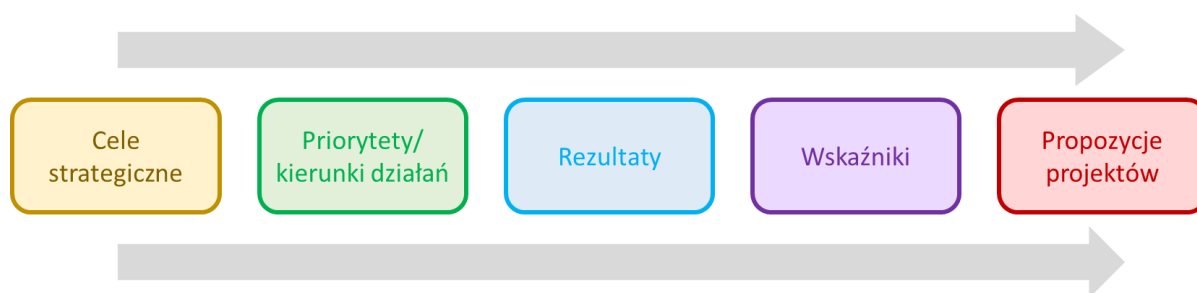 Cele
strategiczne
Priorytety/
kierunki działań
Rezultaty
Wskaźniki
Propozycje
projektów